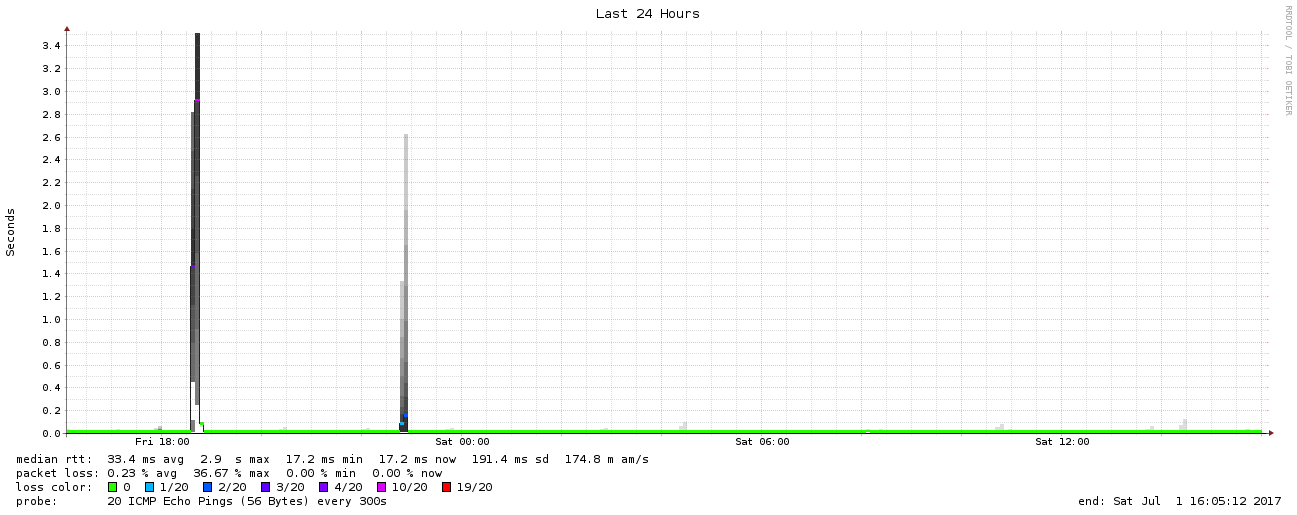 Last 24 Hours
RRDTOOL / TOBI OETIKER
Seconds
3.4
3.2
3.0
2.8
2.6
2.4
2.2
2.0
1.8
1.6
1.4
1.2
1.0
0.8
0.6
0.4
0.2
0.0
Fri 18:00 Sat 00:00 Sat 06:00 Sat 12:00
median rtt: 33.4 ms avg 2.9 s max 17.2 ms min 17.2 ms now 191.4 ms sd 174.8 m am/s
packet loss: 0.23 % avg 36.67 % max 0.00 % min 0.00 % now
loss color: 0 1/20 2/20 3/20 4/20 10/20 19/20
probe: 20 ICMP Echo Pings (56 Bytes) every 300s end: Sat Jul 1 16:05:12 2017